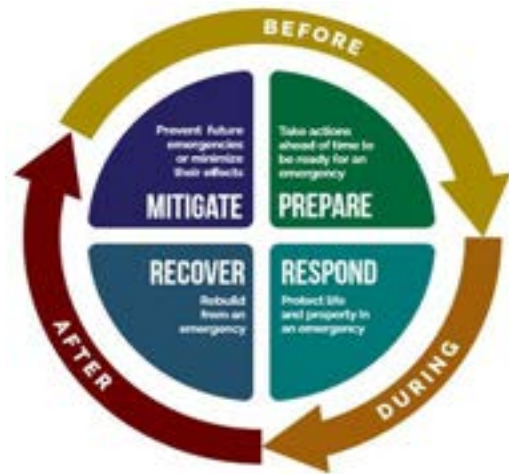 BEFORE
Prevent future
emergencies
or minimize
their effects
MITIGATE
Take actions
ahead of time to
be ready for an
emergency
PREPARE
RECOVER
Rebuild
from an
emergency
RESPOND
Protect life
and property in
an emergency
AFTER
DURING